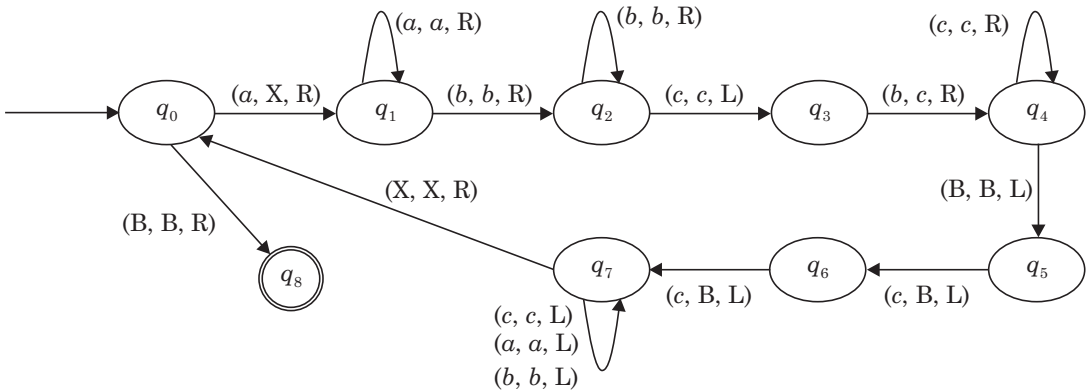 (a, a, R)
(b, b, R)
(c, c, R)
q0
(a, X, R)
q1
(b, b, R)
q2
(c, c, L)
q3
(b, c, R)
q4
(B, B, R)
(X, X, R)
(B, B, L)
q8
q7
(c, B, L)
q6
(c, B, L)
q5
(c, c, L)
(a, a, L)
(b, b, L)